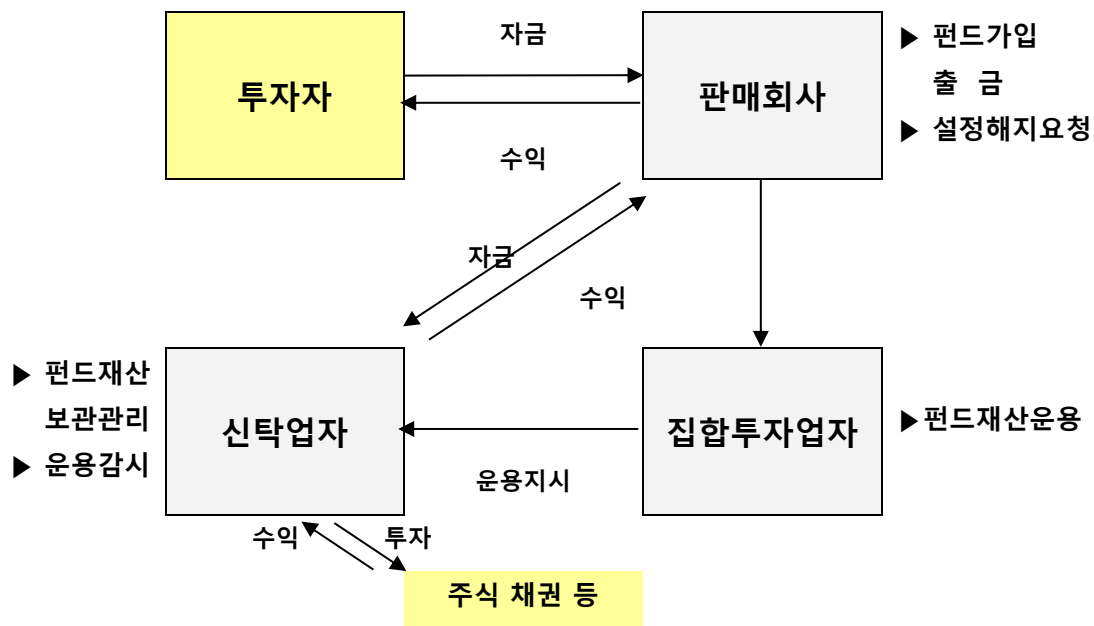 자금
투자자
판매회사
▶ 펀드가입
출 금
▶ 설정해지요청
수익
자금
수익
▶ 펀드재산
보관관리
▶ 운용감시
신탁업자
집합투자업자
▶펀드재산운용
운용지시
수익
투자
주식 채권 등